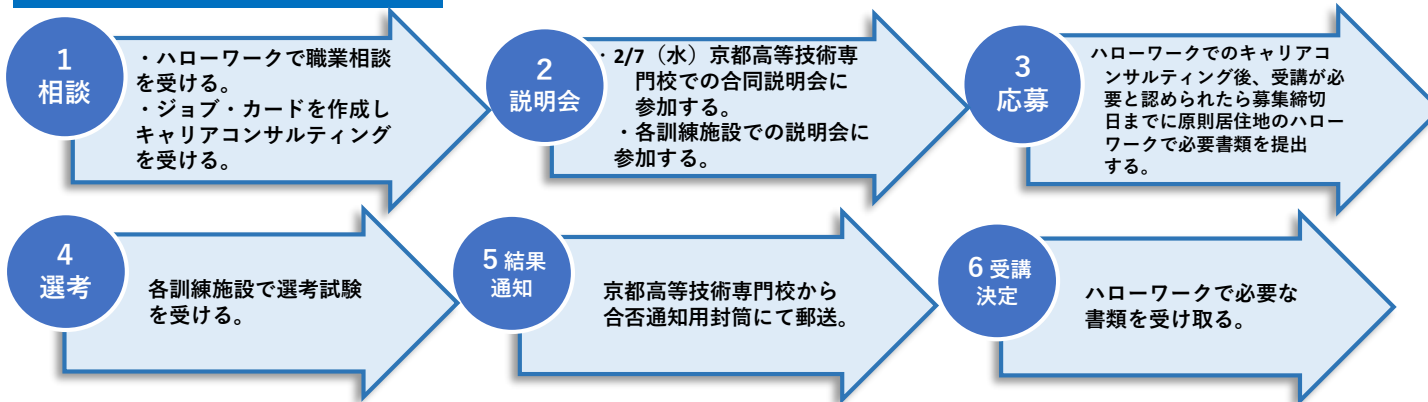 1
相談
・ハローワークで職業相談
を受ける。
・ジョブ・カードを作成し
キャリアコンサルティング
を受ける。
2
説明会
・2/7（水）京都高等技術専
門校での合同説明会に
参加する。
・各訓練施設での説明会に
参加する。
3
応募
ハローワークでのキャリアコ
ンサルティング後、受講が必
要と認められたら募集締切
日までに原則居住地のハロー
ワークで必要書類を提出
する。
4
選考
各訓練施設で選考試験
を受ける。
5 結果
通知
京都高等技術専門校から
合否通知用封筒にて郵送。
6 受講
決定
ハローワークで必要な
書類を受け取る。